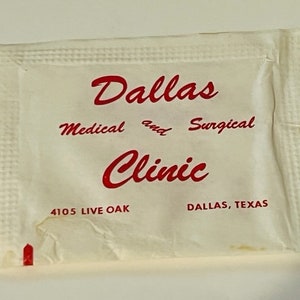 Dallas
Medical and Surgical
Clinic
4105 LIVE OAK DALLAS, TEXAS